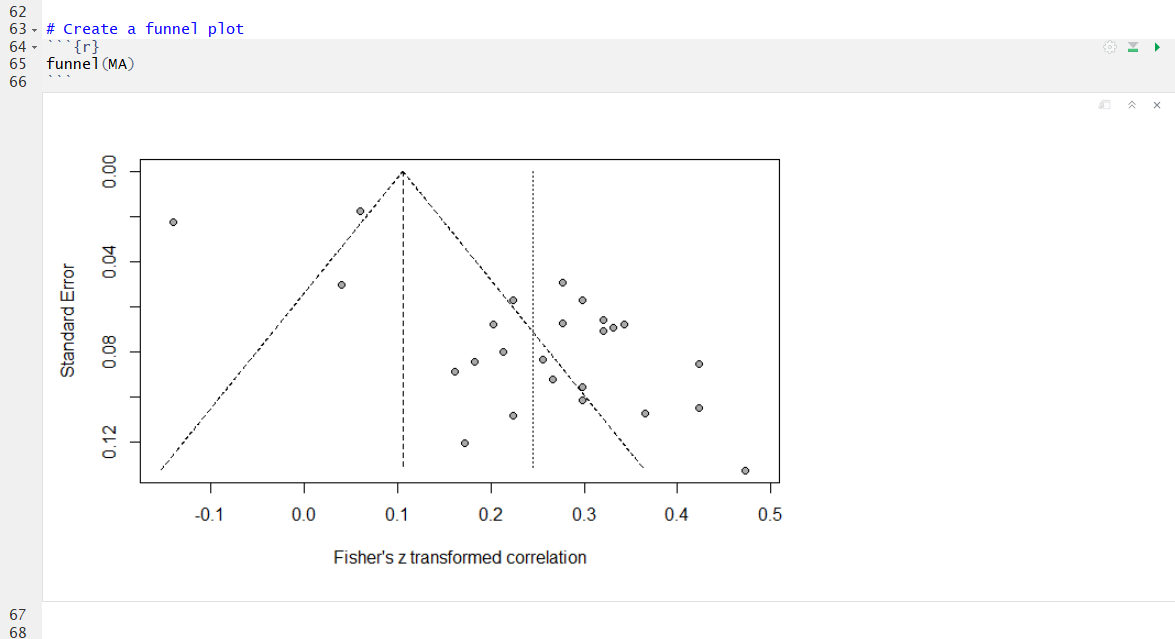 62
63 # Create a funnel plot
64 ```{r}
65 funnel(MA)
66 ```
0.00
0.04
0.08
0.12
Standard Error
-0.1 0.0 0.1 0.2 0.3 0.4 0.5
Fisher's z transformed correlation
67
68